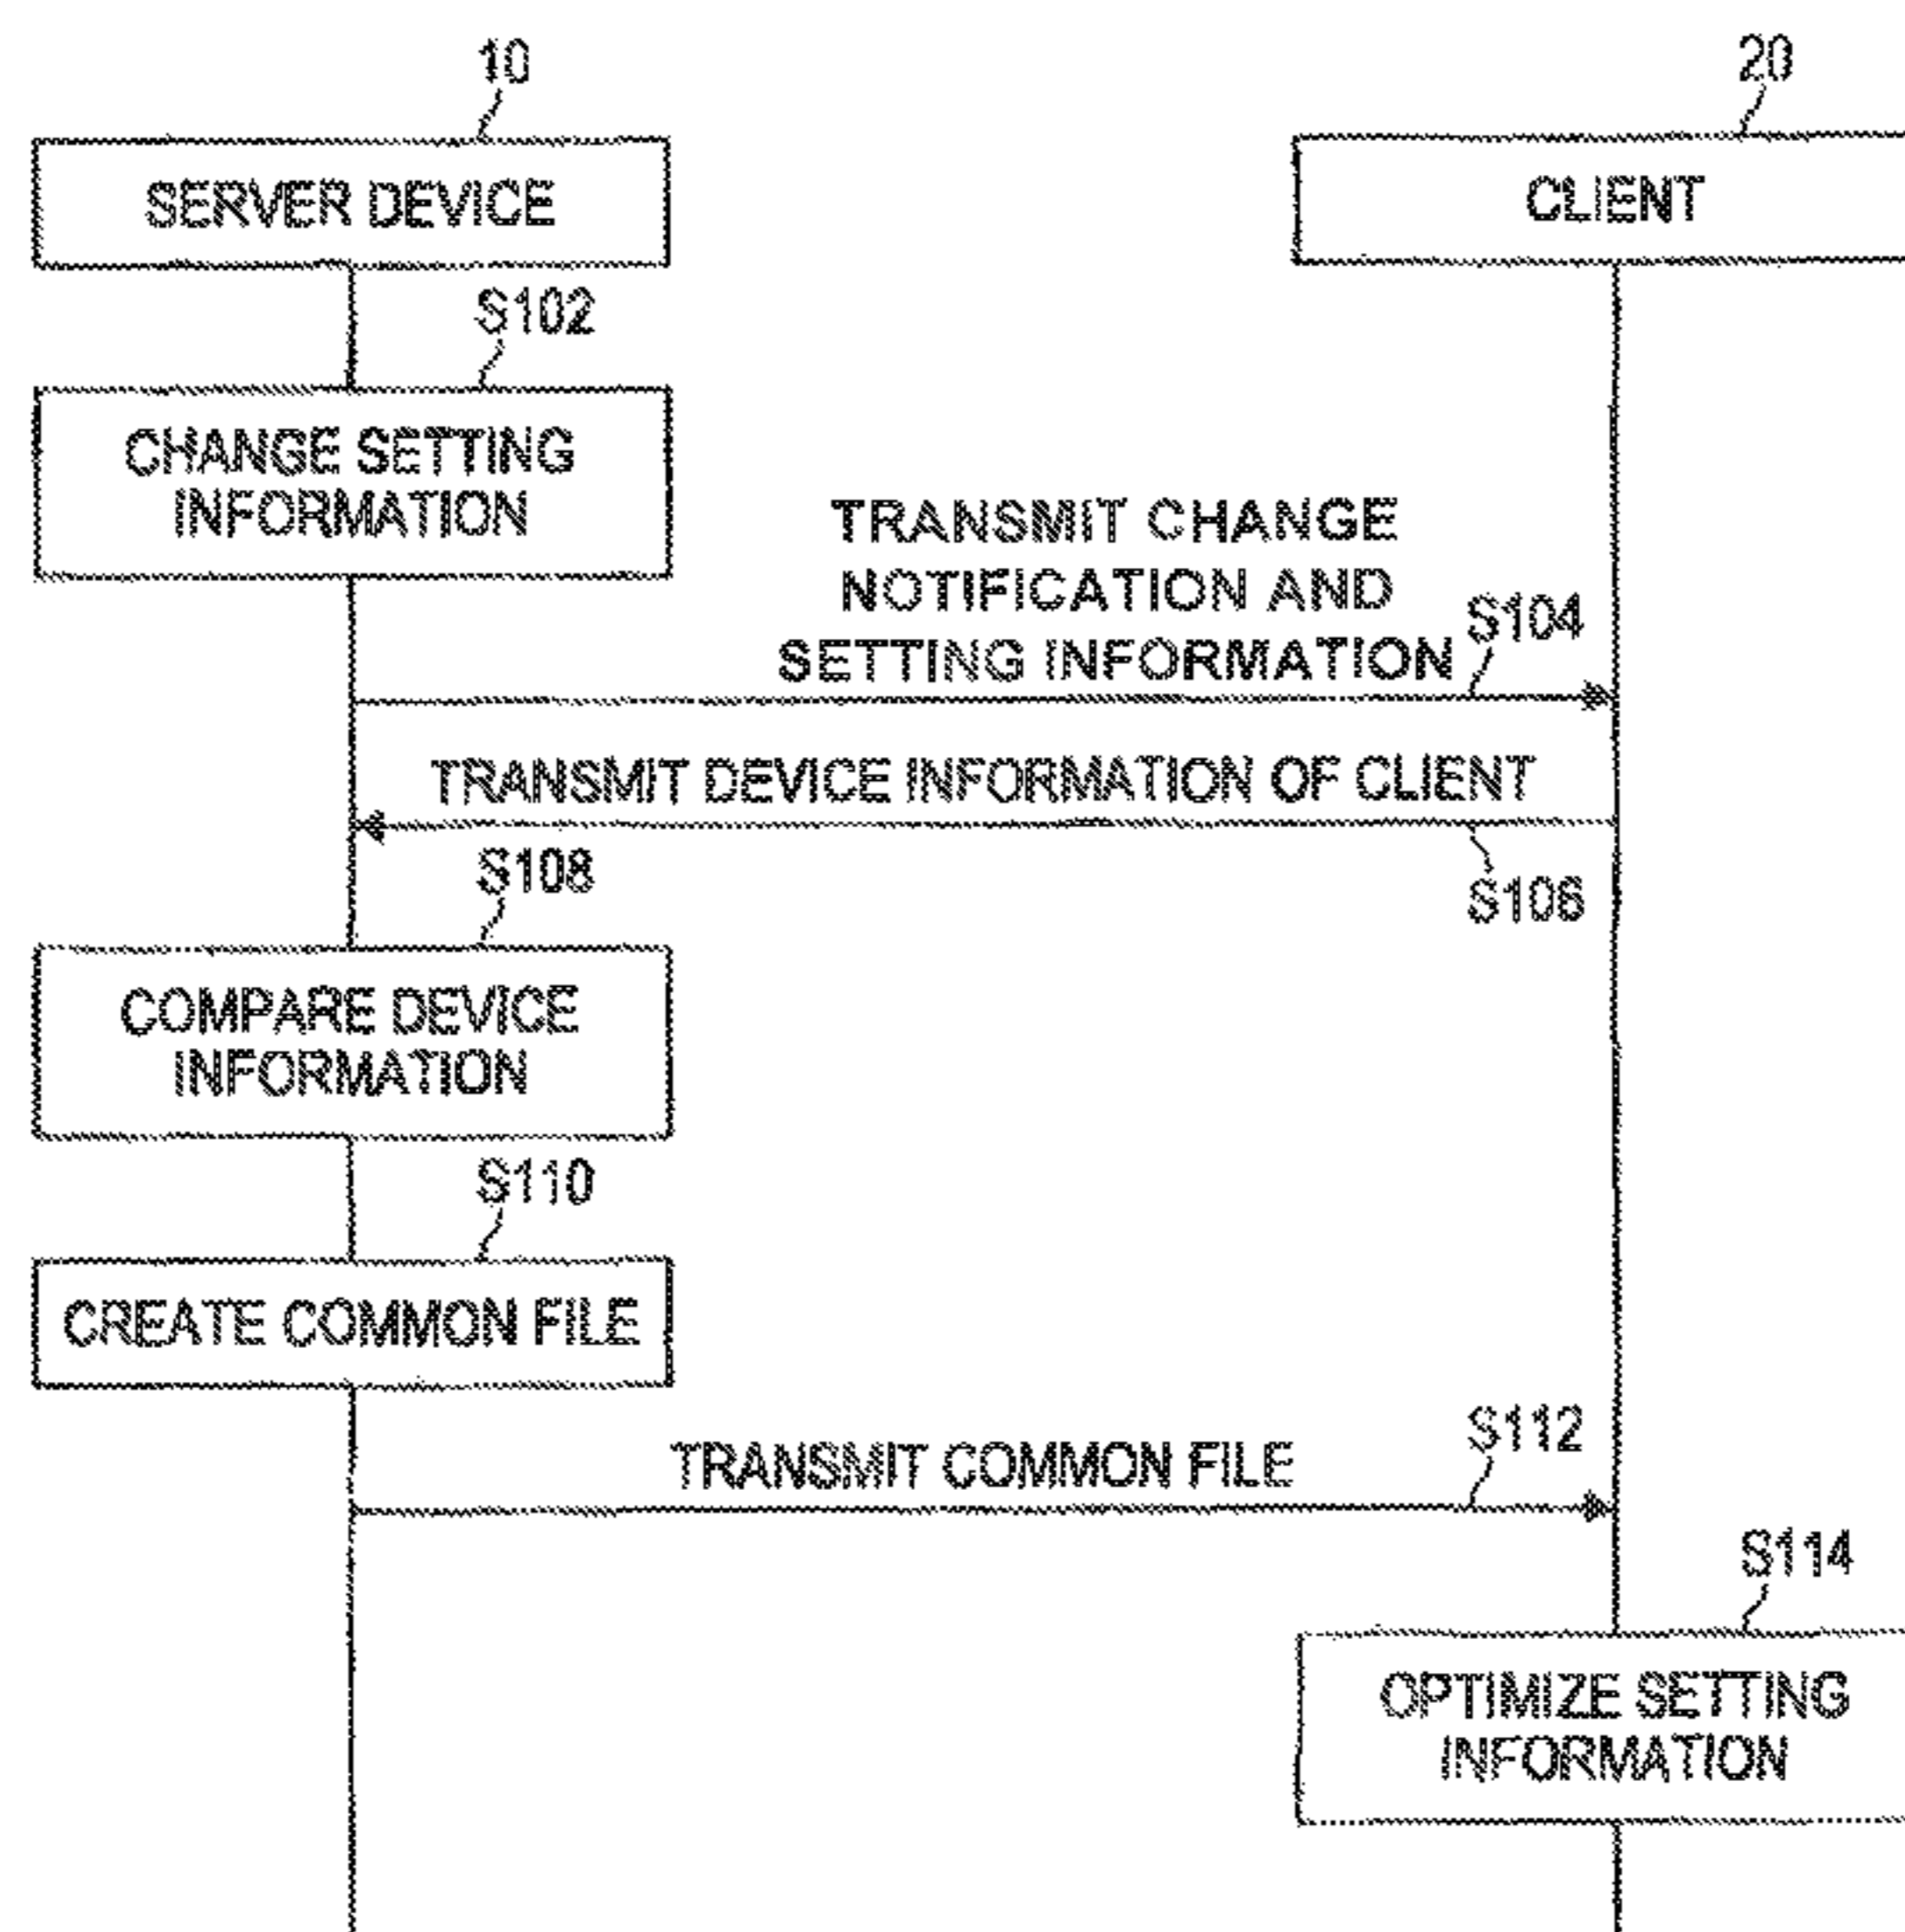 10
20
SERVER DEVICE
CLIENT
S102
CHANGE SETTING
INFORMATION
TRANSMIT CHANGE
NOTIFICATION AND
SETTING INFORMATION
S104
TRANSMIT DEVICE INFORMATION OF CLIENT
S106
S108
COMPARE DEVICE
INFORMATION
S110
CREATE COMMON FILE
TRANSMIT COMMON FILE
S112
S114
OPTIMIZE SETTING
INFORMATION